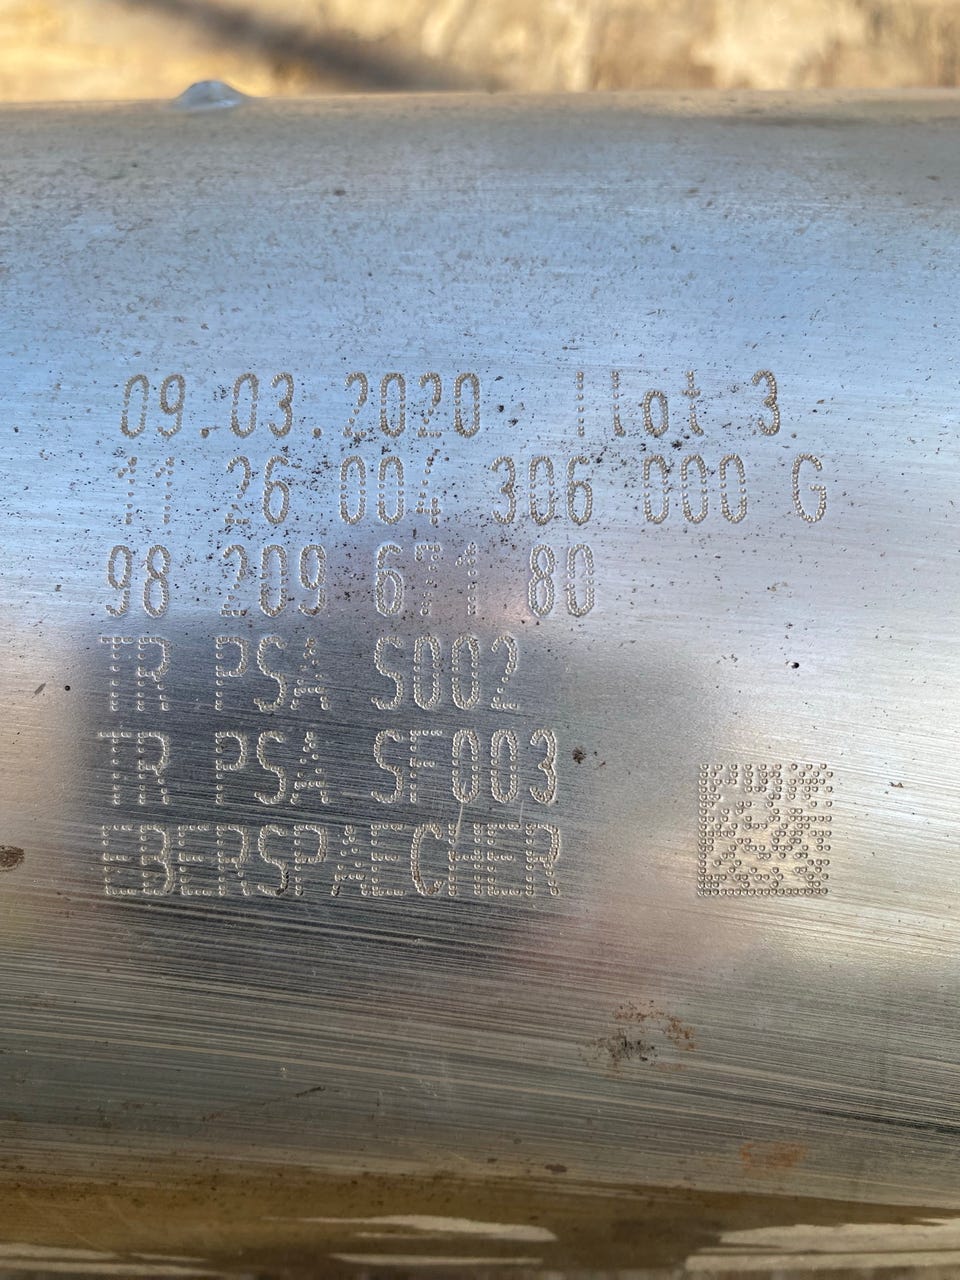 09.03.2020 ilot 3
11 26 004 306 000 G
98 209 671 80
TR PSA S002
TR PSA SF003
EBERSPAECHER